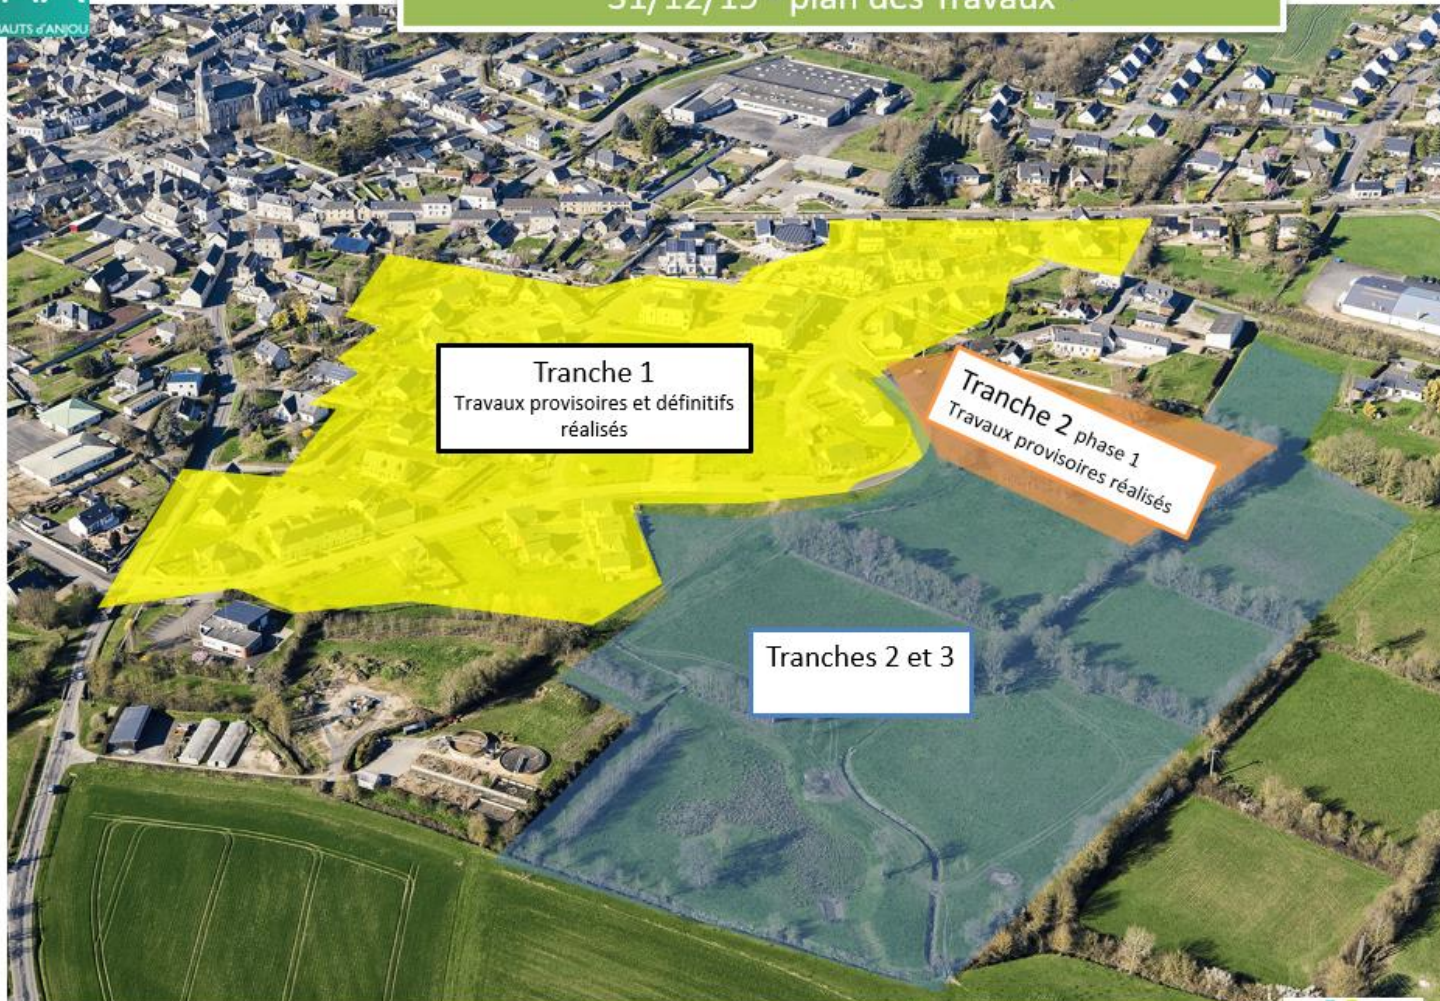 HAUTS d'ANJOU
31/12/19 - plan des Travaux
Tranche 1
Travaux provisoires et définitifs
réalisés
Tranche 2 phase 1
Travaux provisoires réalisés
Tranches 2 et 3